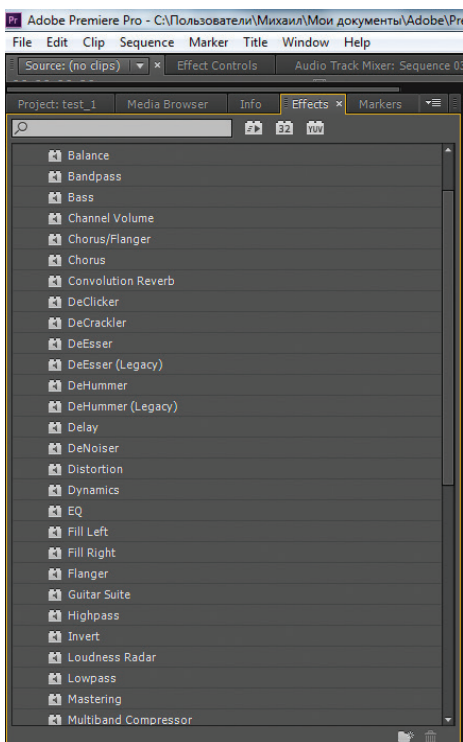 Pr Adobe Premiere Pro - C:\Пользователи\Михаил\Мои документы\Adobe\Pre
File Edit Clip Sequence Marker Title Window Help
Source: (no clips) Effect Controls Audio Track Mixer: Sequence 03
Project: test_1 Media Browser Info Effects Markers
32 YUV
Balance
Bandpass
Bass
Channel Volume
Chorus/Flanger
Chorus
Convolution Reverb
DeClicker
DeCrackler
DeEsser
DeEsser (Legacy)
DeHummer
DeHummer (Legacy)
Delay
DeNoiser
Distortion
Dynamics
EQ
Fill Left
Fill Right
Flanger
Guitar Suite
Highpass
Invert
Loudness Radar
Lowpass
Mastering
Multiband Compressor